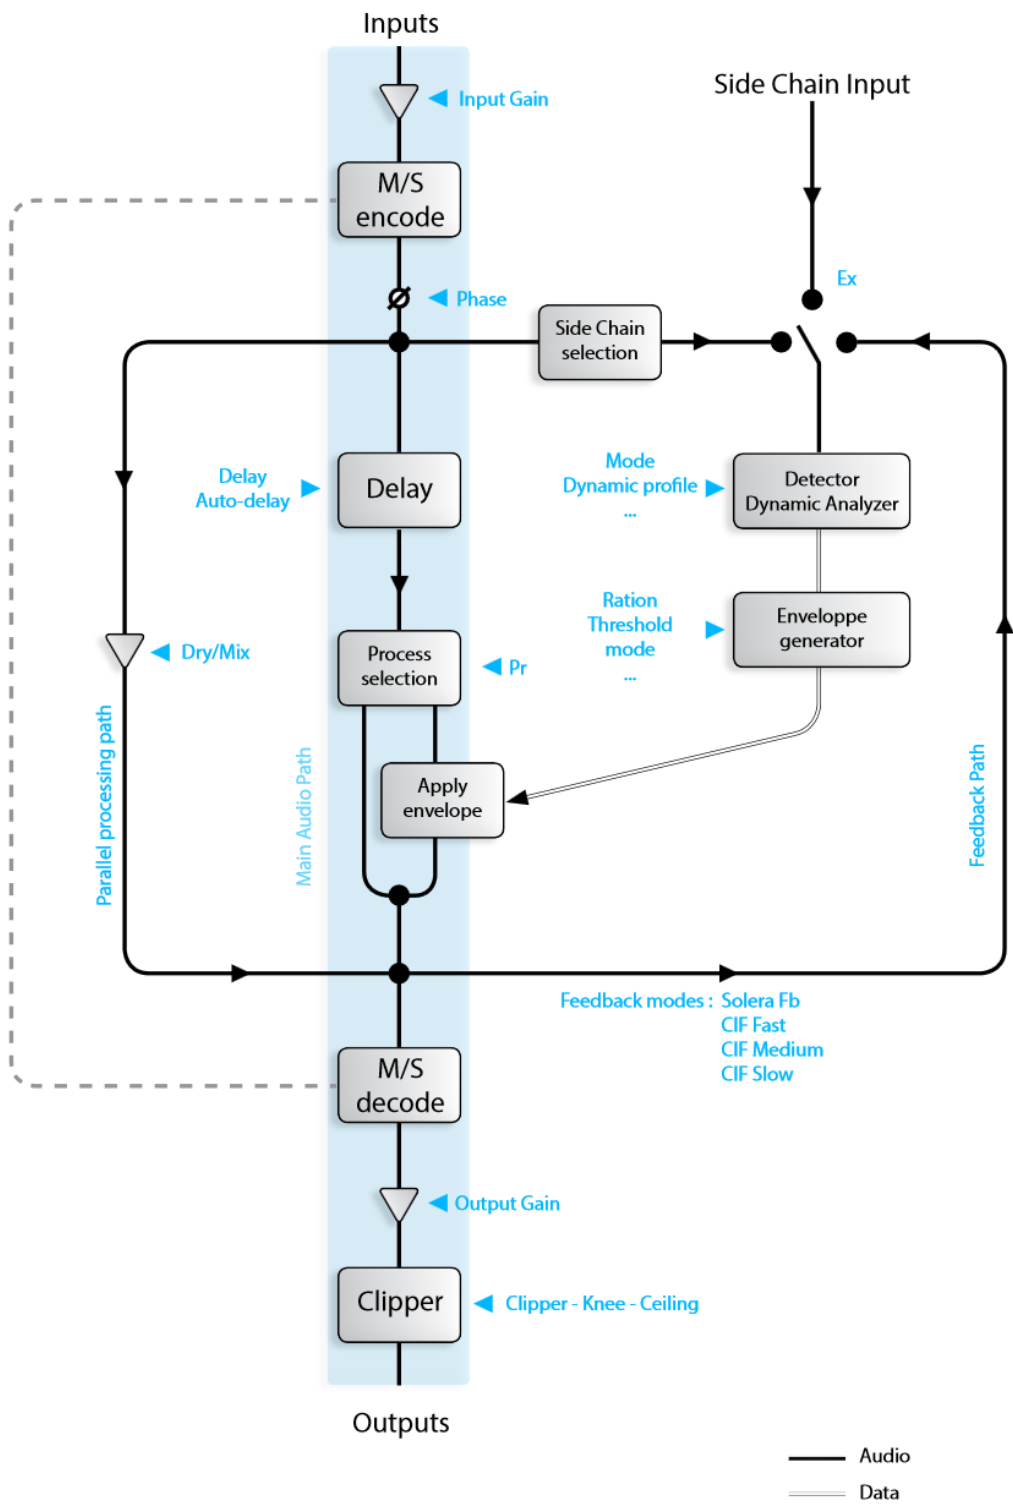 Inputs
Input Gain
Side Chain Input
M/S
encode
Ex
Phase
Side Chain
selection
Delay
Auto-delay
Delay
Mode
Dynamic profile
...
Detector
Dynamic Analyzer
Ration
Threshold
mode
...
Enveloppe
generator
Dry/Mix
Process
selection
Pr
Parallel processing path
Main Audio Path
Apply
envelope
Feedback Path
Feedback modes : Solera Fb
CIF Fast
CIF Medium
CIF Slow
M/S
decode
Output Gain
Clipper
Clipper - Knee - Ceiling
Outputs
Audio
Data